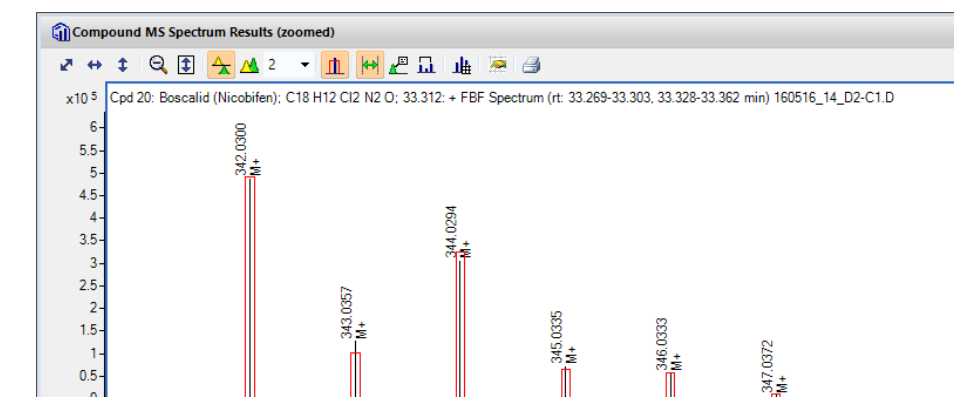 Compound MS Spectrum Results (zoomed)
2
x10 5
Cpd 20: Boscalid (Nicobifen); C18 H12 Cl2 N2 O; 33.312: + FBF Spectrum (rt: 33.269-33.303, 33.328-33.362 min) 160516_14_D2-C1.D
6
5.5
5
4.5
4
3.5
3
2.5
2
1.5
1
0.5
0
342.0300
M+
343.0357
M+
344.0294
M+
345.0335
M+
346.0333
M+
347.0372
M+